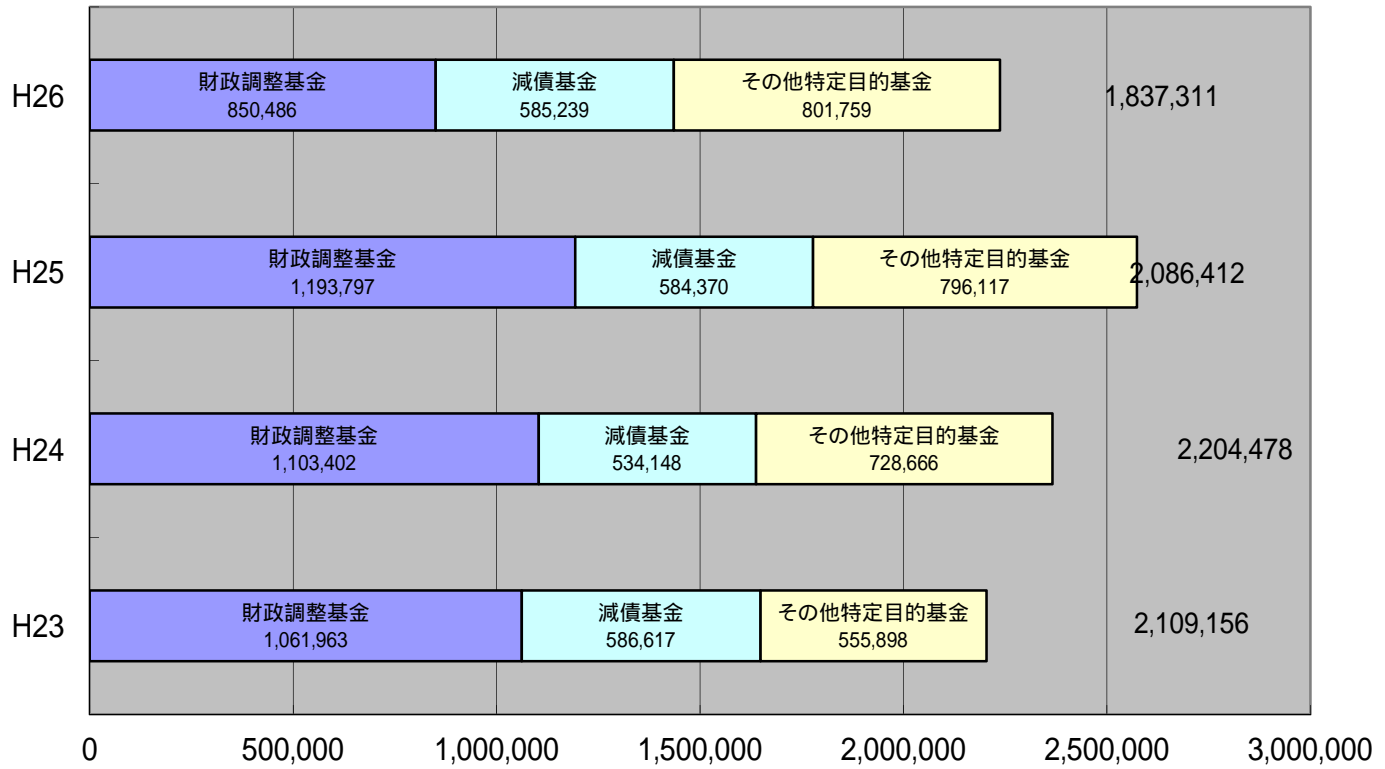 H26
財政調整基金
850,486
減債基金
585,239
その他特定目的基金
801,759
1,837,311
H25
財政調整基金
1,193,797
減債基金
584,370
その他特定目的基金
796,117
2,086,412
H24
財政調整基金
1,103,402
減債基金
534,148
その他特定目的基金
728,666
2,204,478
H23
財政調整基金
1,061,963
減債基金
586,617
その他特定目的基金
555,898
2,109,156
0
500,000
1,000,000
1,500,000
2,000,000
2,500,000
3,000,000